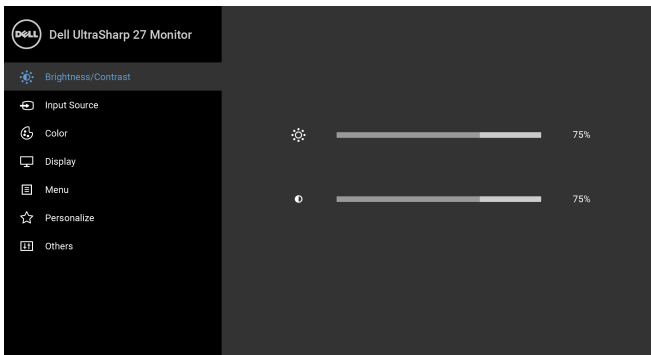 DELL
Dell UltraSharp 27 Monitor
Brightness/Contrast
Input Source
Color
75%
Display
Menu
75%
Personalize
Others